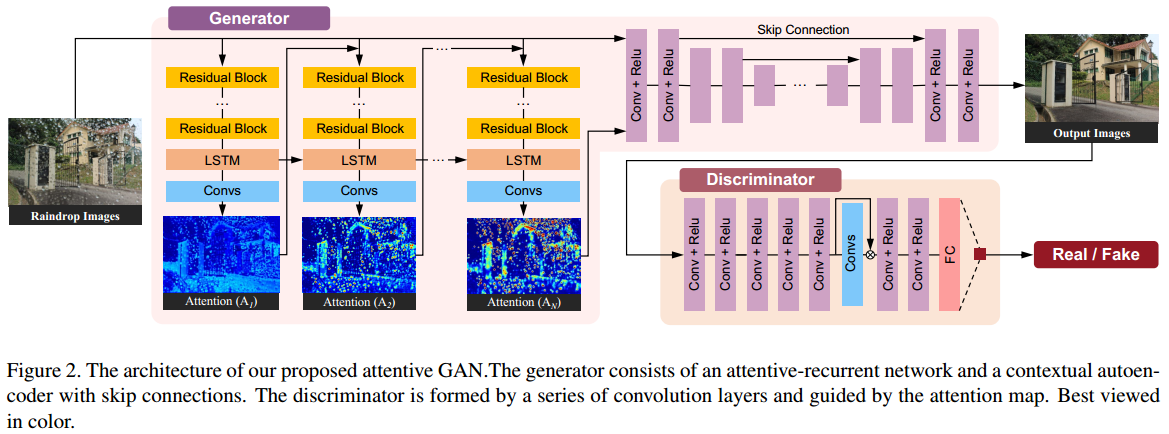 Generator
Skip Connection
Residual Block
Residual Block
Residual Block
...
...
...
...
Residual Block
Residual Block
Residual Block
LSTM
LSTM
...
LSTM
Convs
Convs
Convs
Attention (A1)
Attention (A2)
Attention (AN)
Raindrop Images
Conv + Relu
Conv + Relu
...
Conv + Relu
Conv + Relu
Output Images
Discriminator
Conv + Relu
Conv + Relu
Conv + Relu
Conv + Relu
Conv + Relu
Convs
Conv + Relu
Conv + Relu
FC
Real / Fake
Figure 2. The architecture of our proposed attentive GAN.The generator consists of an attentive-recurrent network and a contextual autoen-
coder with skip connections. The discriminator is formed by a series of convolution layers and guided by the attention map. Best viewed
in color.